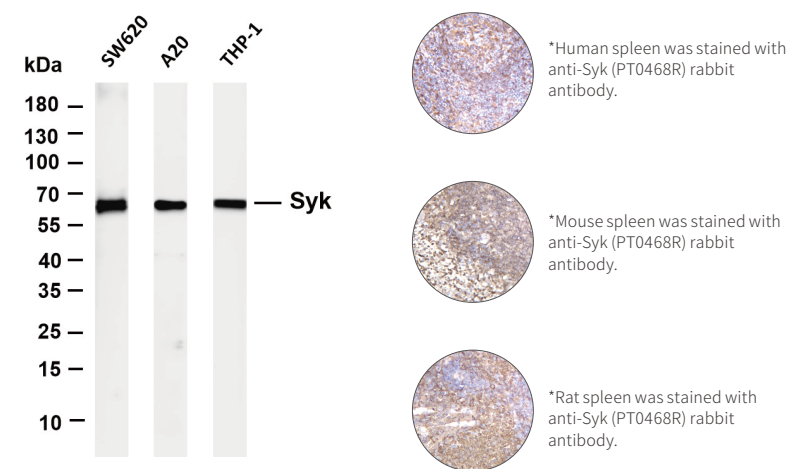 SW620
A20
THP-1
kDa
180
130
100
70
55
40
35
25
15
10
Syk
*Human spleen was stained with
anti-Syk (PT0468R) rabbit
antibody.
*Mouse spleen was stained with
anti-Syk (PT0468R) rabbit
antibody.
*Rat spleen was stained with
anti-Syk (PT0468R) rabbit
antibody.